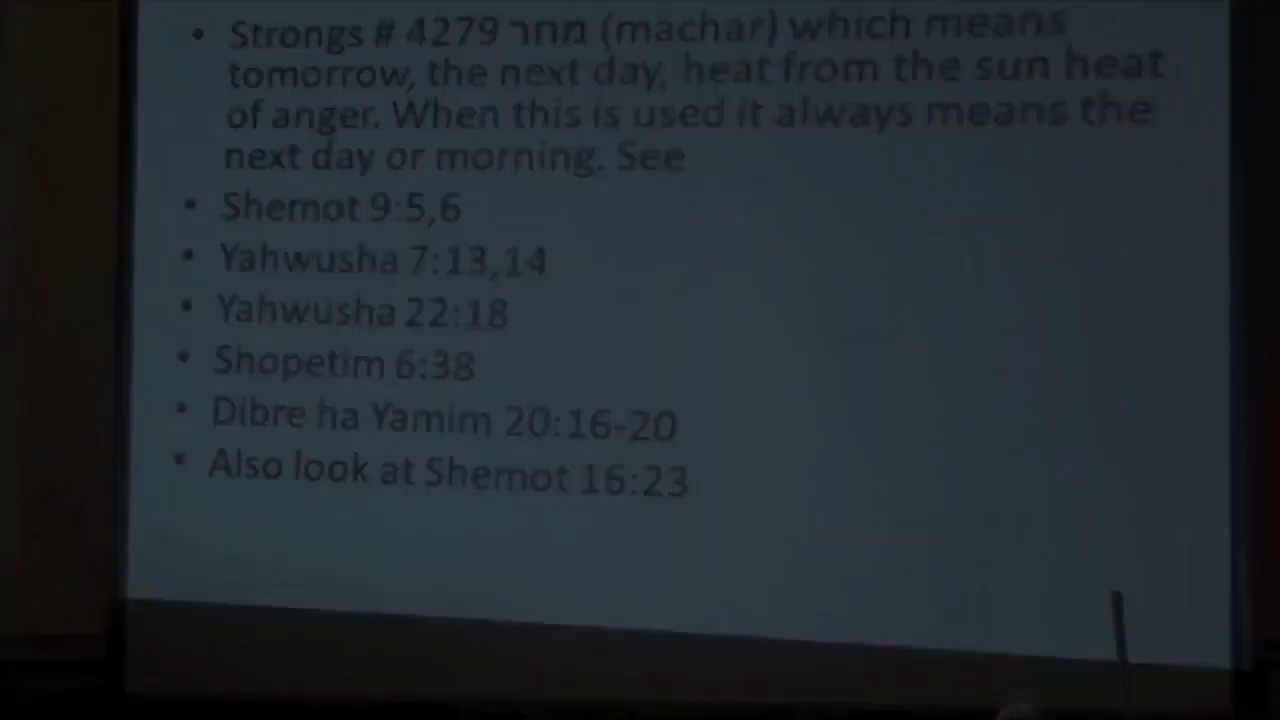 • Strongs # 4279 מחר (machar) which means
tomorrow, the next day, heat from the sun heat
of anger. When this is used it always means the
next day or morning. See
• Shemot 9:5,6
• Yahwusha 7:13,14
• Yahwusha 22:18
• Shopetim 6:38
• Dibre ha Yamim 20:16-20
• Also look at Shemot 16:23